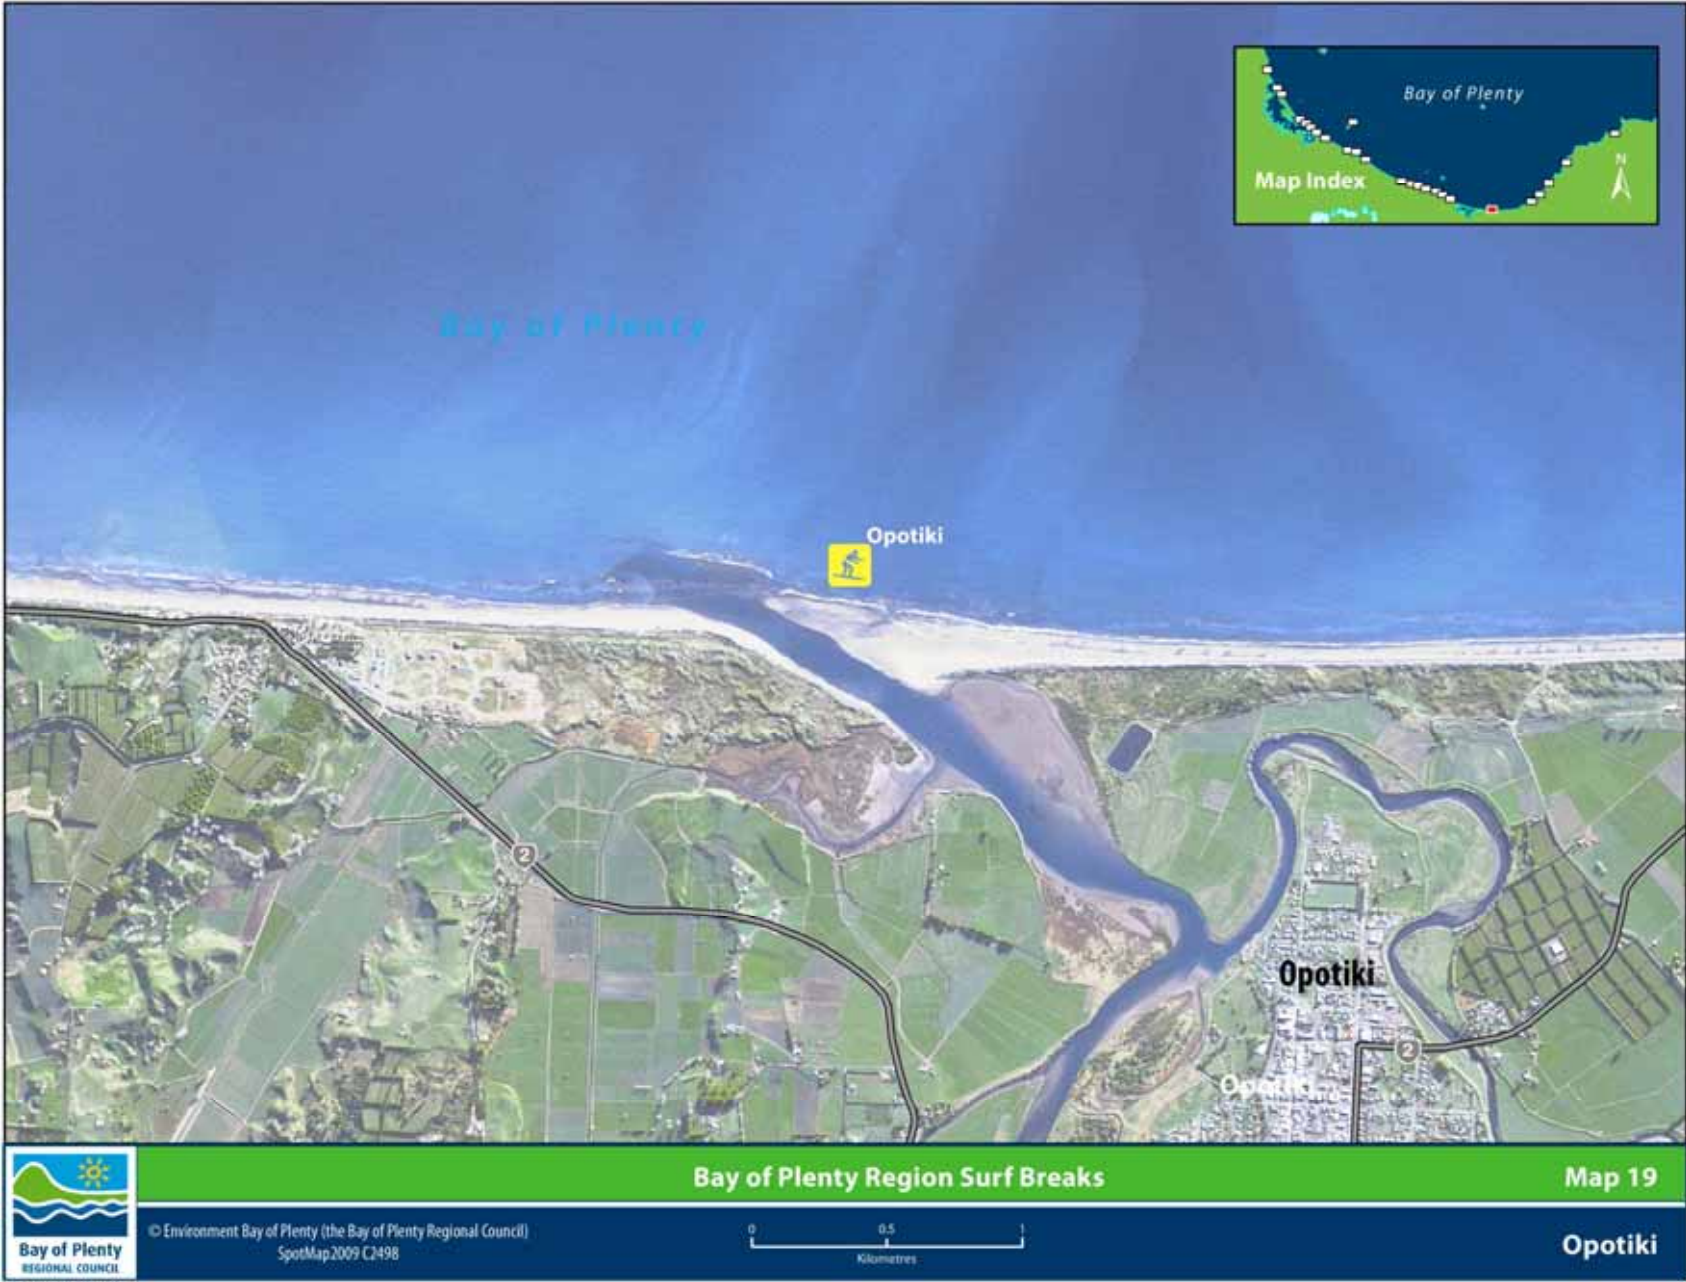 Bay of Plenty
Map Index
N
Bay of Plenty
Opotiki
2
Opotiki
2
Opotiki
Bay of Plenty Region Surf Breaks
Map 19
Bay of Plenty
REGIONAL COUNCIL
© Environment Bay of Plenty (the Bay of Plenty Regional Council)
SpotMap2009 C2498
0 0.5 1
Kilometres
Opotiki